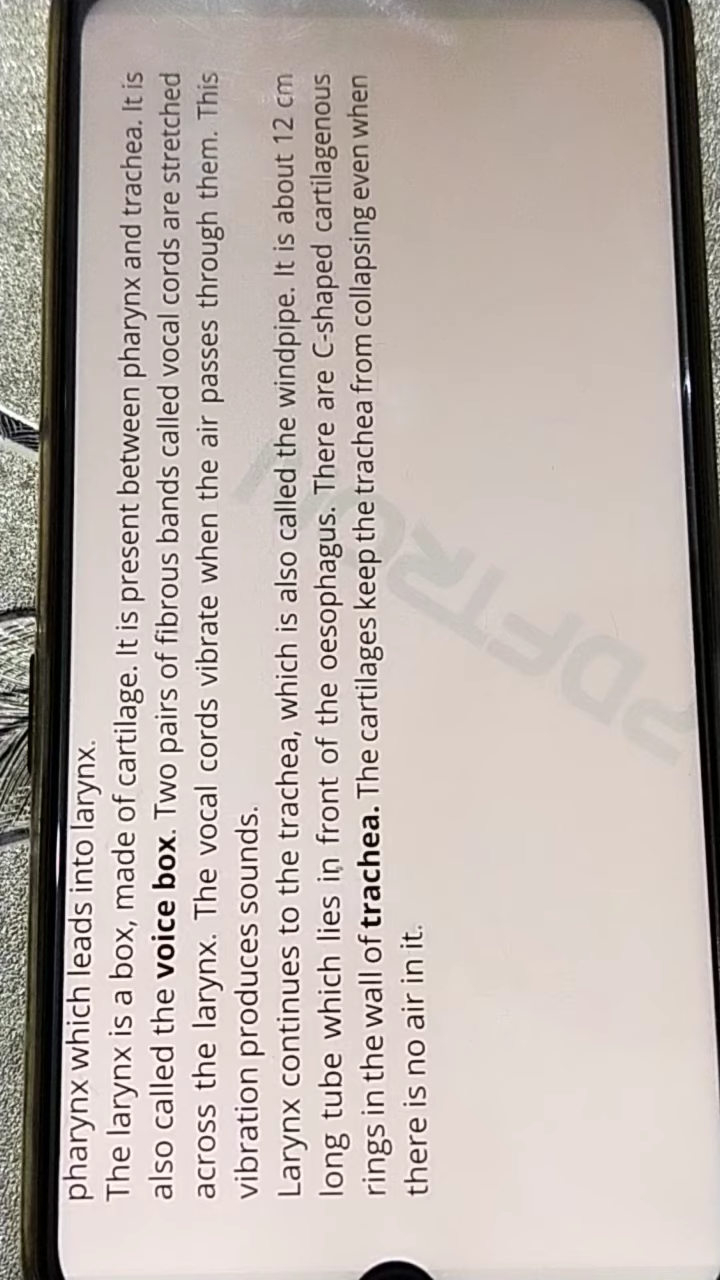 pharynx which leads into larynx.
The larynx is a box, made of cartilage. It is present between pharynx and trachea. It is
also called the voice box. Two pairs of fibrous bands called vocal cords are stretched
across the larynx. The vocal cords vibrate when the air passes through them. This
vibration produces sounds.
Larynx continues to the trachea, which is also called the windpipe. It is about 12 cm
long tube which lies in front of the oesophagus. There are C-shaped cartilagenous
rings in the wall of trachea. The cartilages keep the trachea from collapsing even when
there is no air in it.
PDFTRON